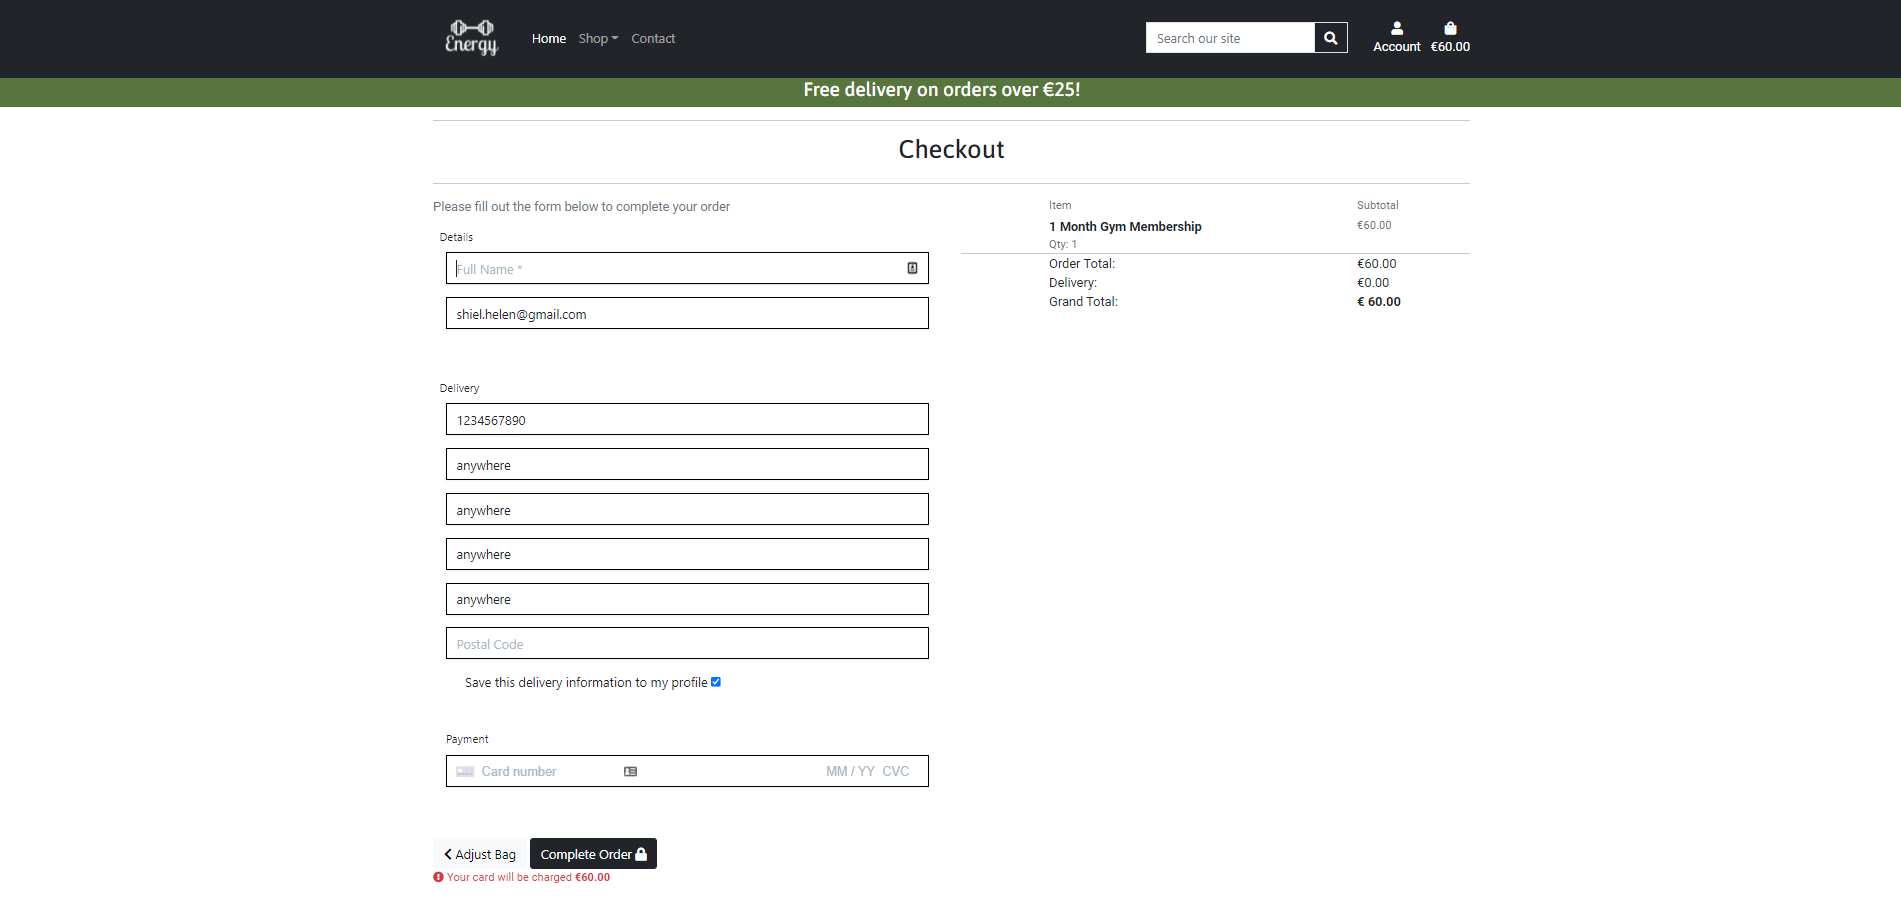 Energy
Home Shop Contact
Search our site
Account €60.00
Free delivery on orders over €25!
Checkout
Please fill out the form below to complete your order
Details
Full Name *
shiel.helen@gmail.com
Delivery
1234567890
anywhere
anywhere
anywhere
anywhere
Postal Code
Save this delivery information to my profile
Payment
Card number MM / YY CVC
Adjust Bag Complete Order
Your card will be charged €60.00
Item Subtotal
1 Month Gym Membership €60.00
Qty: 1
Order Total: €60.00
Delivery: €0.00
Grand Total: € 60.00